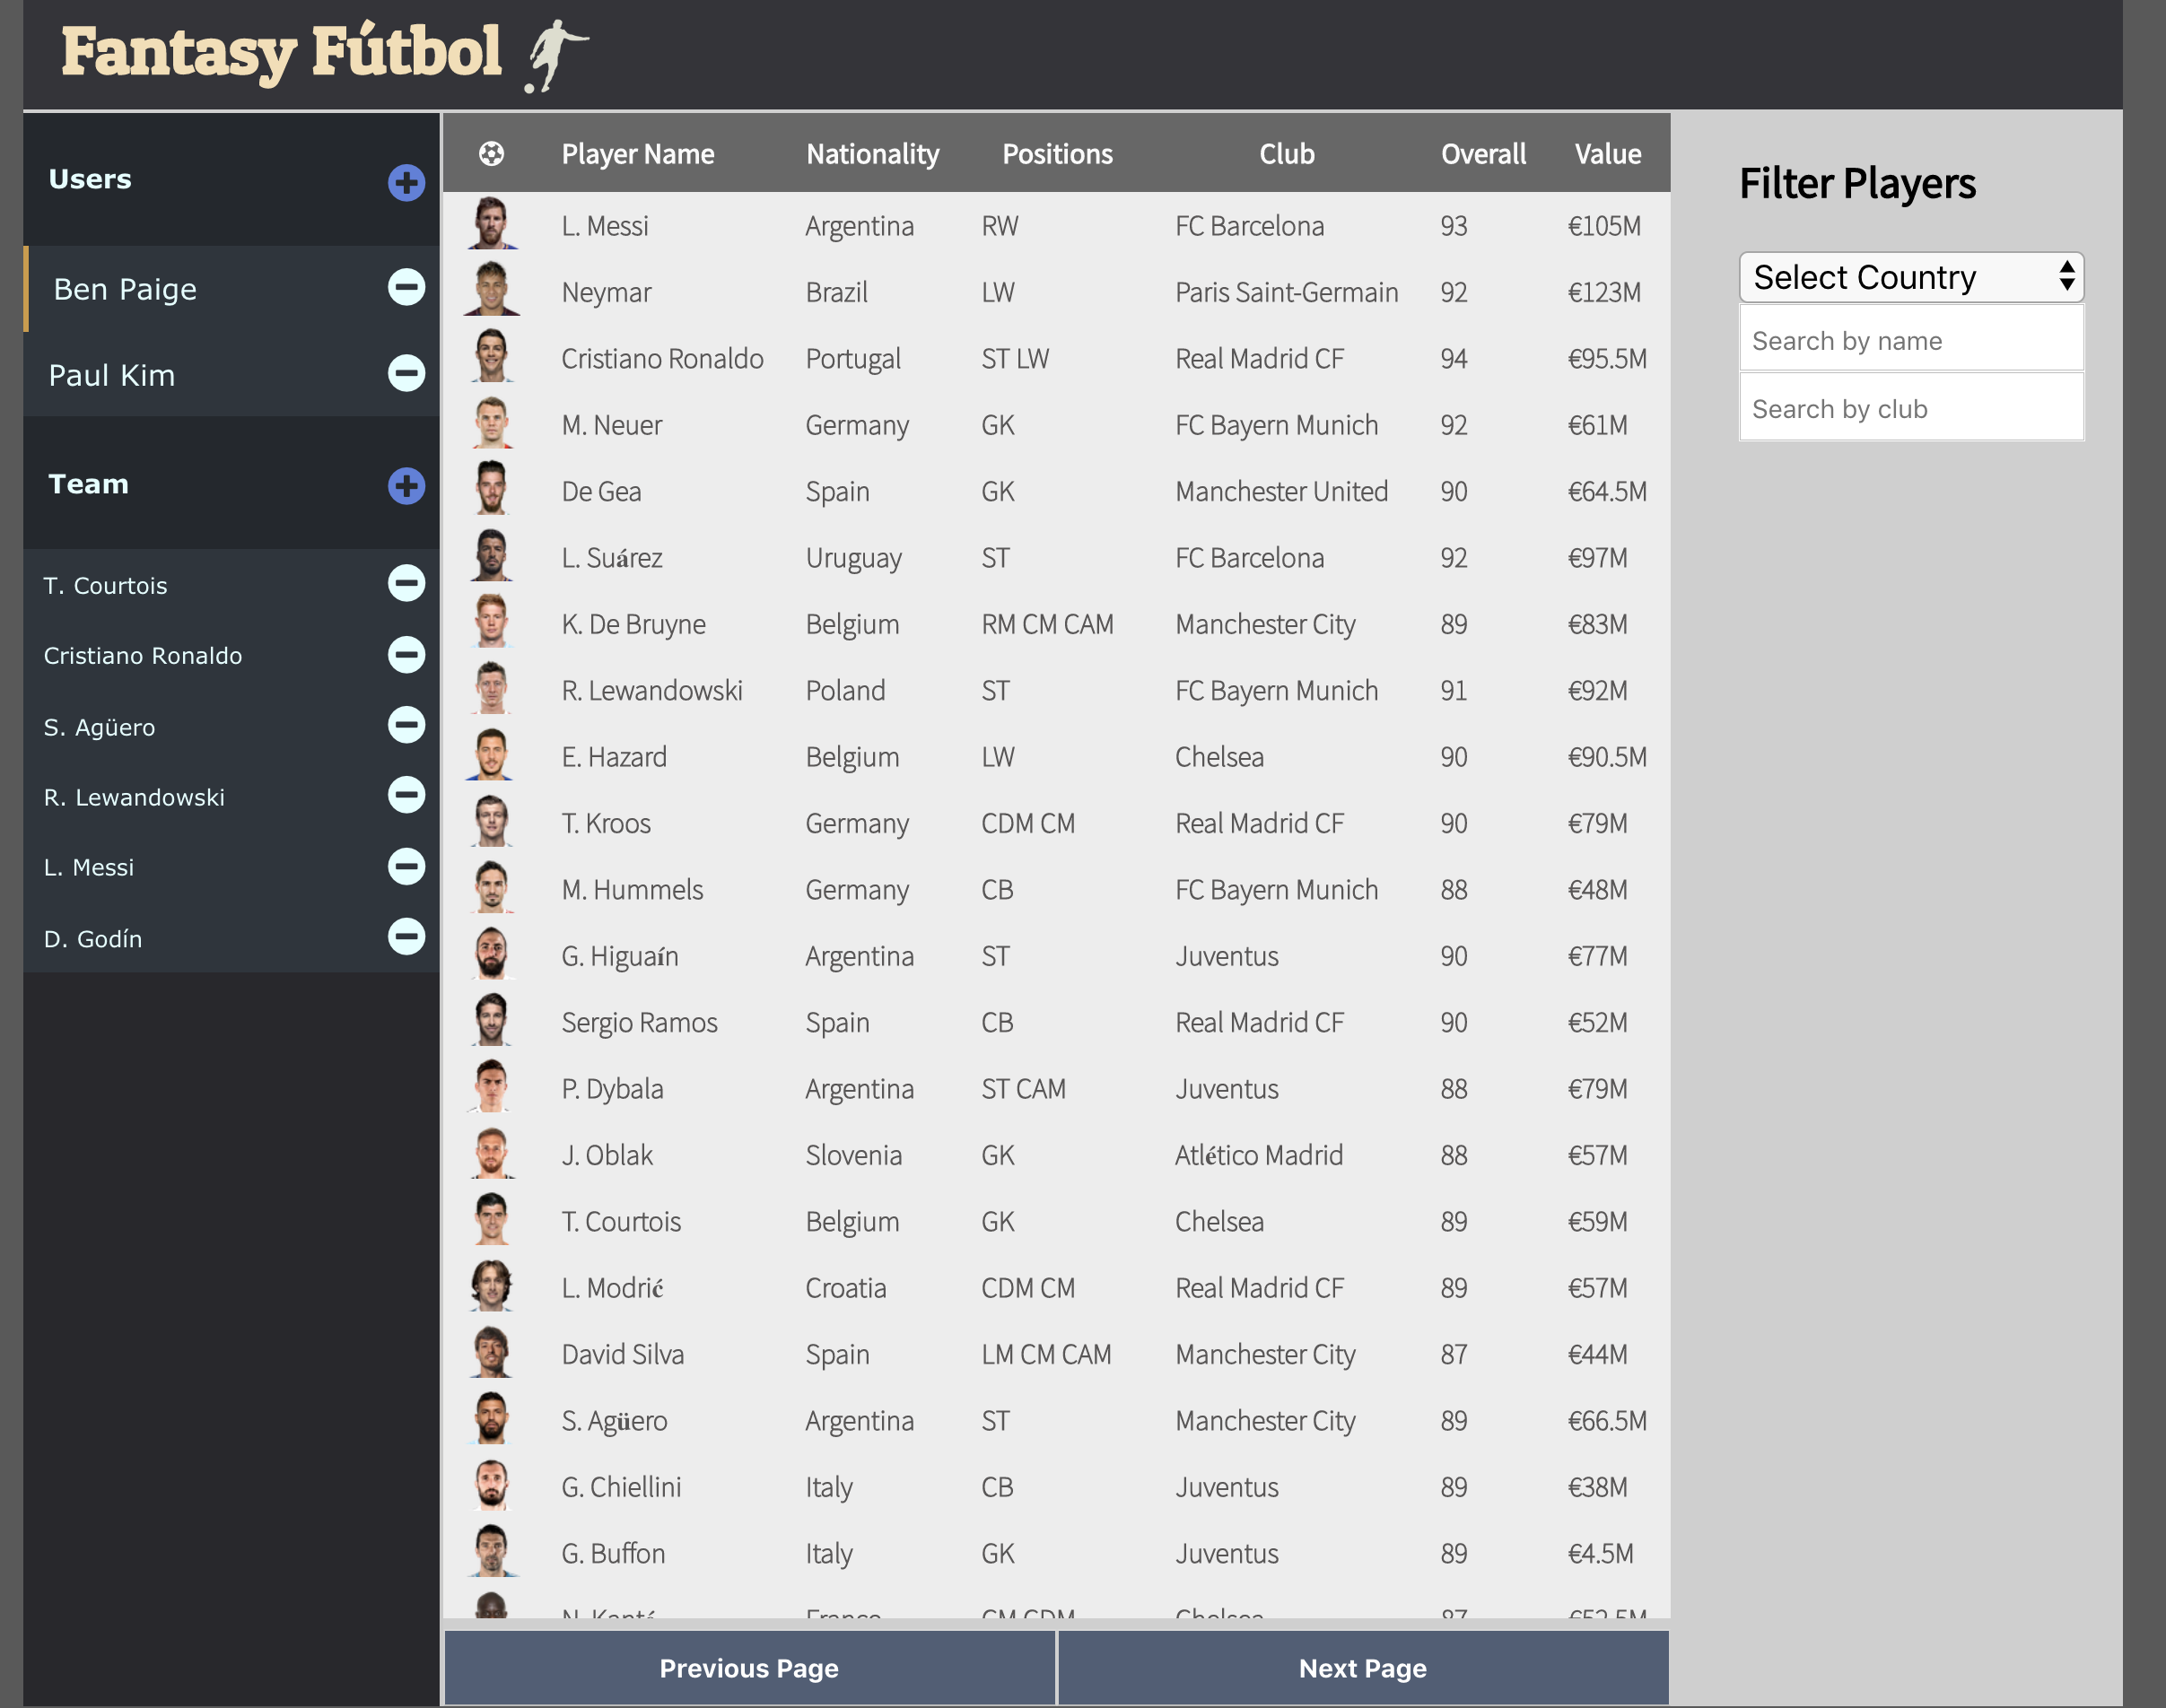 Fantasy Fútbol
Users
Ben Paige
Paul Kim
Team
T. Courtois
Cristiano Ronaldo
S. Agüero
R. Lewandowski
L. Messi
D. Godín
Player Name Nationality Positions Club Overall Value
L. Messi Argentina RW FC Barcelona 93 €105M
Neymar Brazil LW Paris Saint-Germain 92 €123M
Cristiano Ronaldo Portugal ST LW Real Madrid CF 94 €95.5M
M. Neuer Germany GK FC Bayern Munich 92 €61M
De Gea Spain GK Manchester United 90 €64.5M
L. Suárez Uruguay ST FC Barcelona 92 €97M
K. De Bruyne Belgium RM CM CAM Manchester City 89 €83M
R. Lewandowski Poland ST FC Bayern Munich 91 €92M
E. Hazard Belgium LW Chelsea 90 €90.5M
T. Kroos Germany CDM CM Real Madrid CF 90 €79M
M. Hummels Germany CB FC Bayern Munich 88 €48M
G. Higuaín Argentina ST Juventus 90 €77M
Sergio Ramos Spain CB Real Madrid CF 90 €52M
P. Dybala Argentina ST CAM Juventus 88 €79M
J. Oblak Slovenia GK Atlético Madrid 88 €57M
T. Courtois Belgium GK Chelsea 89 €59M
L. Modrić Croatia CDM CM Real Madrid CF 89 €57M
David Silva Spain LM CM CAM Manchester City 87 €44M
S. Agüero Argentina ST Manchester City 89 €66.5M
G. Chiellini Italy CB Juventus 89 €38M
G. Buffon Italy GK Juventus 89 €4.5M
N. Kanté France CM CDM Chelsea 87 €52.5M
Previous Page Next Page
Filter Players
Select Country
Search by name
Search by club